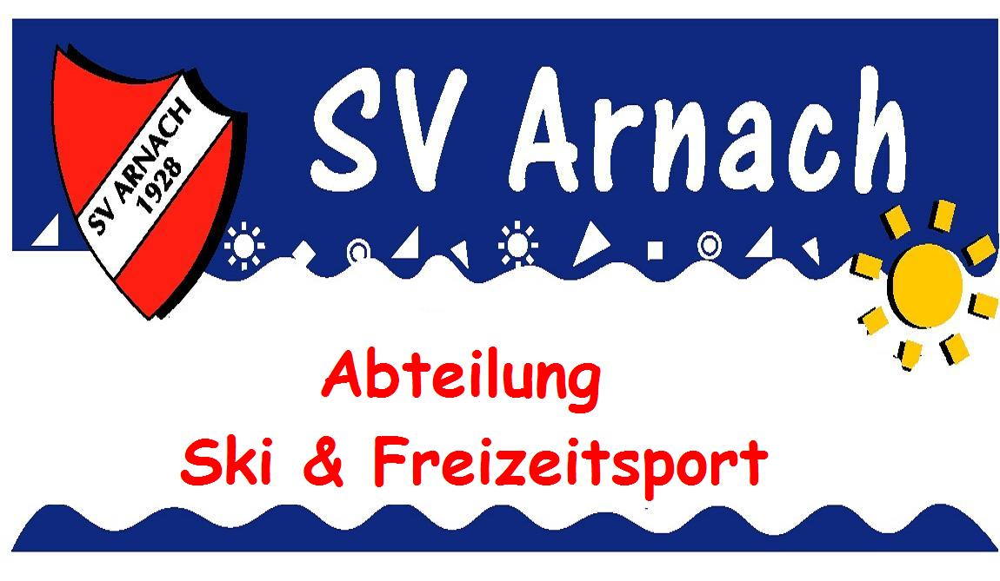 SV ARNACH
1928
SV Arnach
Abteilung
Ski & Freizeitsport